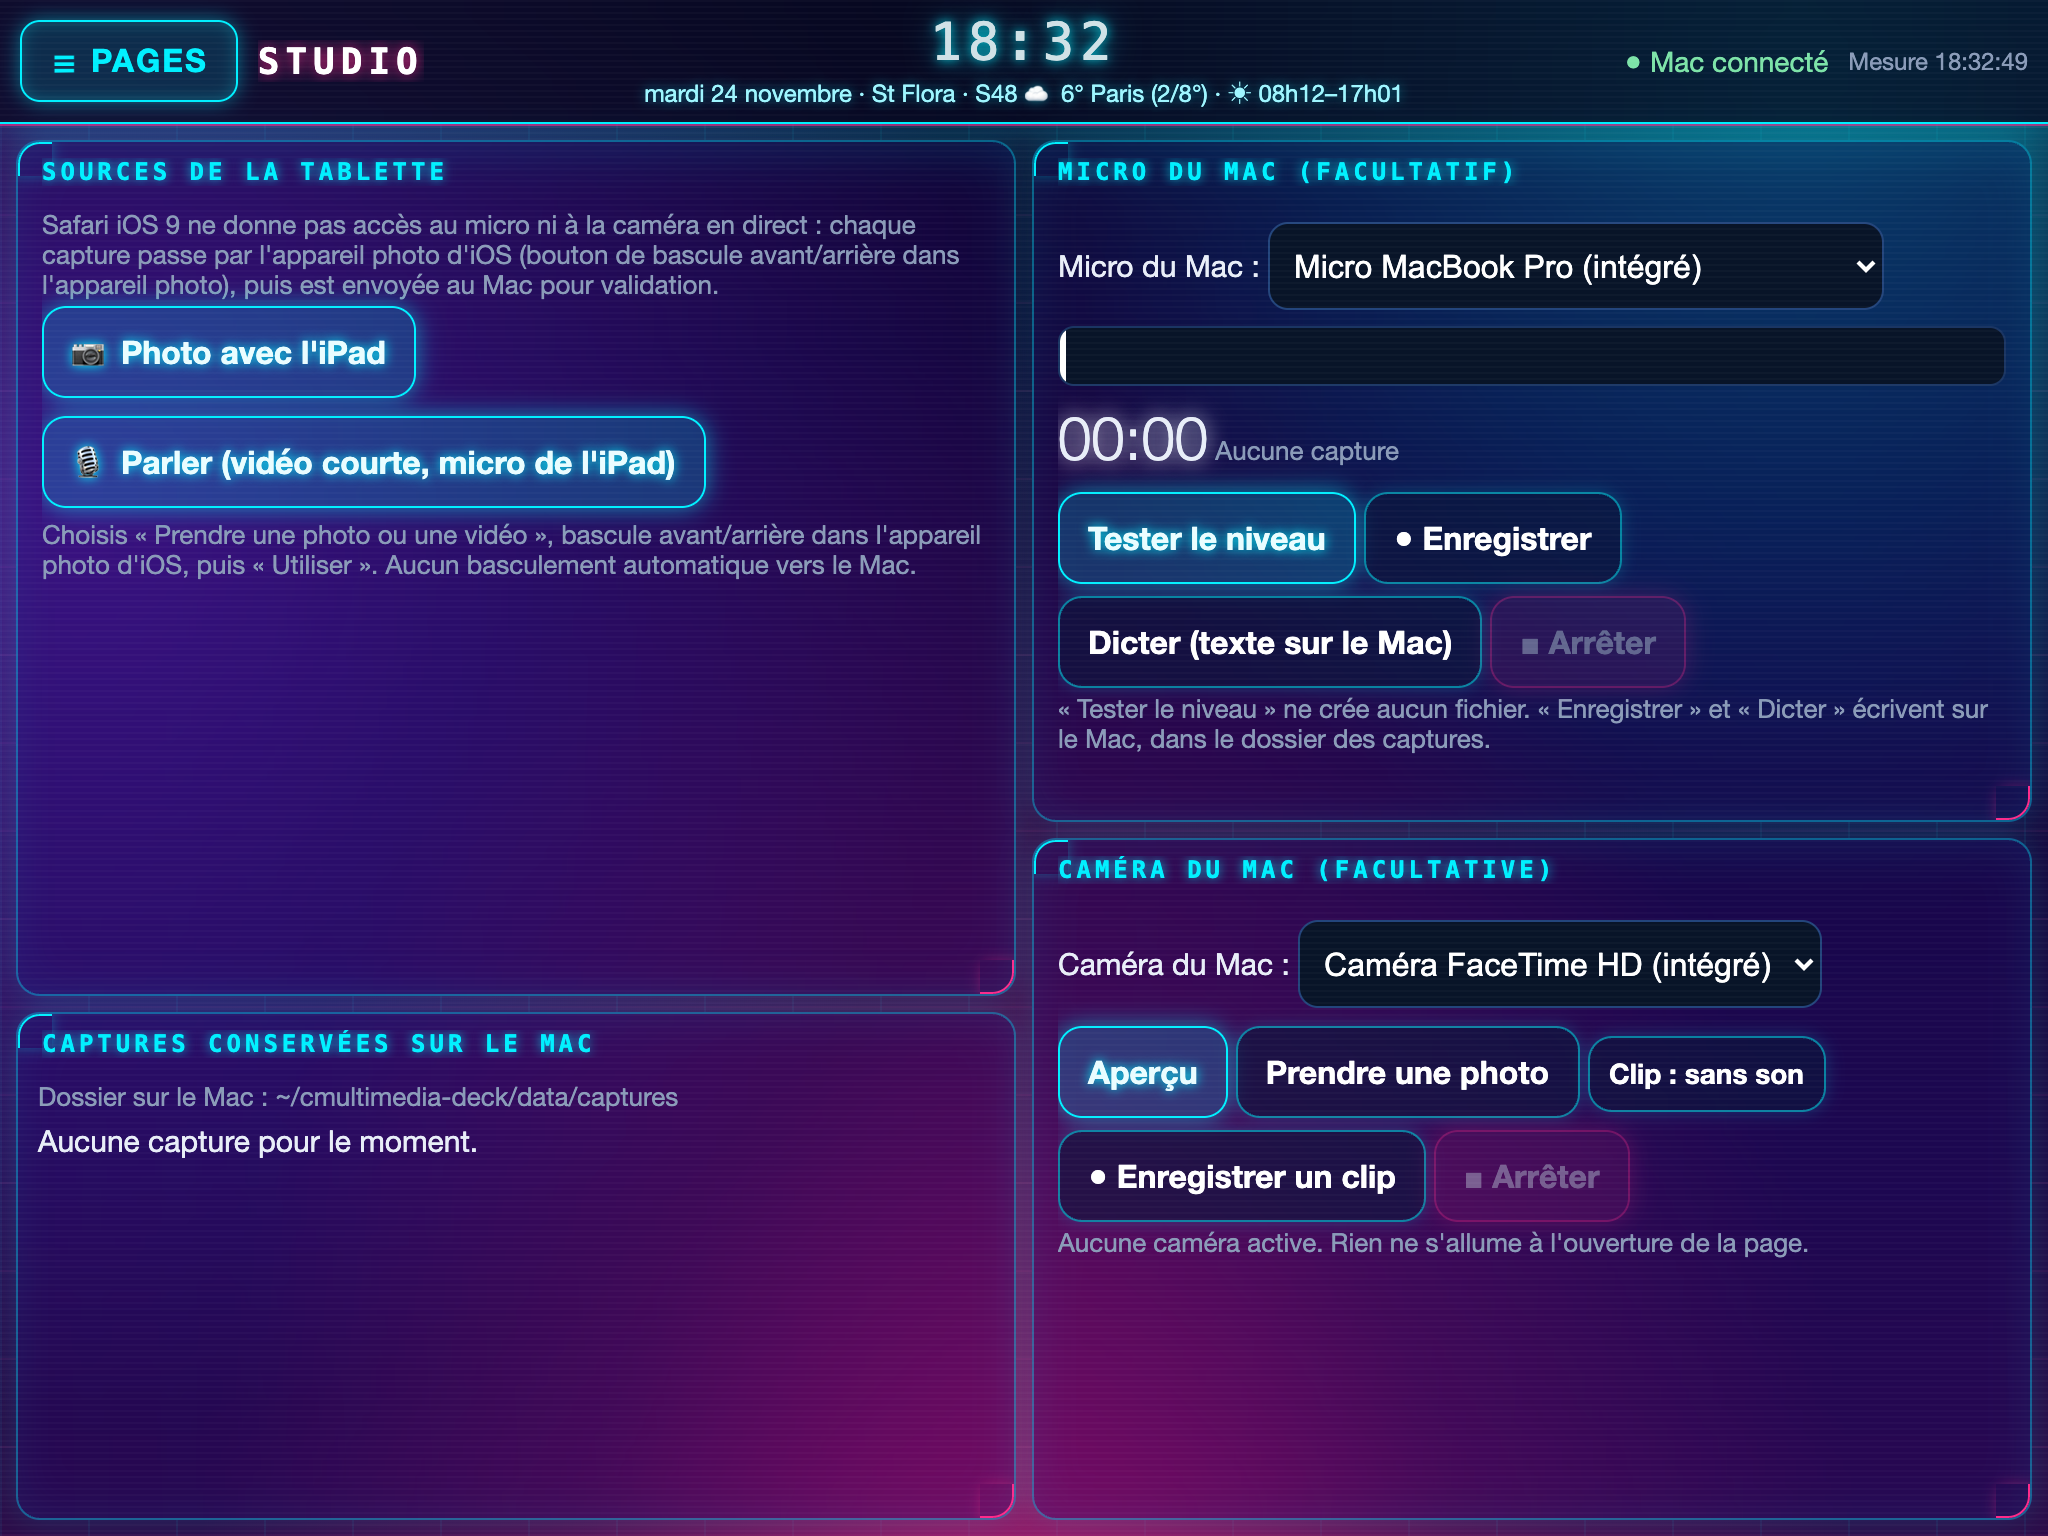 ≡ PAGES
STUDIO
18:32
mardi 24 novembre · St Flora · S48 ☁️ 6° Paris (2/8°) · ☀ 08h12–17h01
● Mac connecté
Mesure 18:32:49
SOURCES DE LA TABLETTE
Safari iOS 9 ne donne pas accès au micro ni à la caméra en direct : chaque
capture passe par l'appareil photo d'iOS (bouton de bascule avant/arrière dans
l'appareil photo), puis est envoyée au Mac pour validation.
📷 Photo avec l'iPad
🎙 Parler (vidéo courte, micro de l'iPad)
Choisis « Prendre une photo ou une vidéo », bascule avant/arrière dans l'appareil
photo d'iOS, puis « Utiliser ». Aucun basculement automatique vers le Mac.
CAPTURES CONSERVÉES SUR LE MAC
Dossier sur le Mac : ~/cmultimedia-deck/data/captures
Aucune capture pour le moment.
MICRO DU MAC (FACULTATIF)
Micro du Mac : Micro MacBook Pro (intégré)
00:00 Aucune capture
Tester le niveau
● Enregistrer
Dicter (texte sur le Mac)
■ Arrêter
« Tester le niveau » ne crée aucun fichier. « Enregistrer » et « Dicter » écrivent sur
le Mac, dans le dossier des captures.
CAMÉRA DU MAC (FACULTATIVE)
Caméra du Mac : Caméra FaceTime HD (intégré)
Aperçu
Prendre une photo
Clip : sans son
● Enregistrer un clip
■ Arrêter
Aucune caméra active. Rien ne s'allume à l'ouverture de la page.